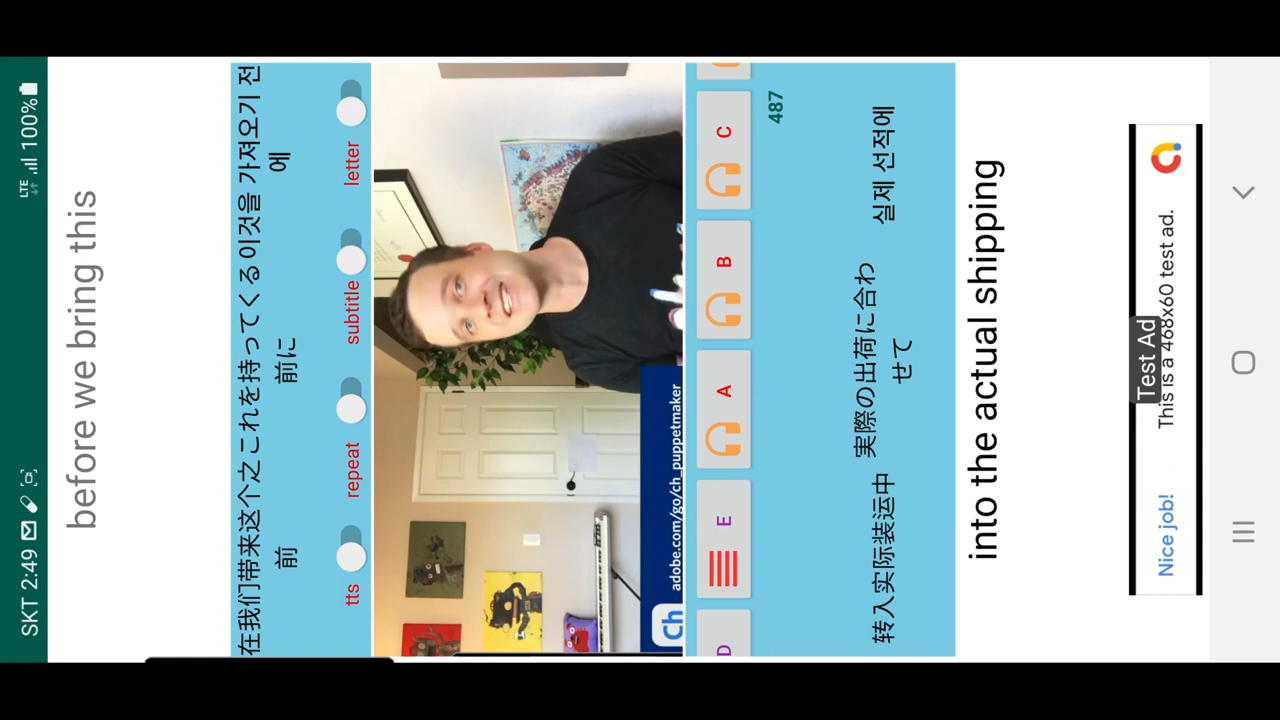 SKT 2:49
LTE 100%
before we bring this
在我们带来这个之 これを持ってくる 이것을 가져오기 전
前 前に 에
tts repeat subtitle letter
Ch adobe.com/go/ch_puppetmaker
D E A B C
487
转入实际装运中 実際の出荷に合わ 실제 선적에
せて
into the actual shipping
Test Ad
Nice job! This is a 468x60 test ad.